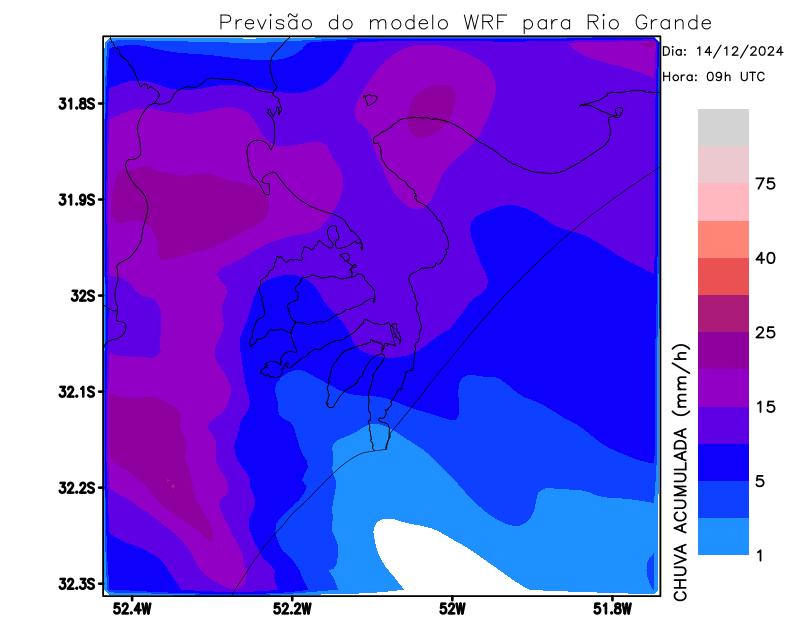 Previsão do modelo WRF para Rio Grande
Dia: 14/12/2024
Hora: 09h UTC
31.8S
31.9S
32S
32.1S
32.2S
32.3S
52.4W
52.2W
52W
51.8W
75
40
25
15
5
1
CHUVA ACUMULADA (mm/h)